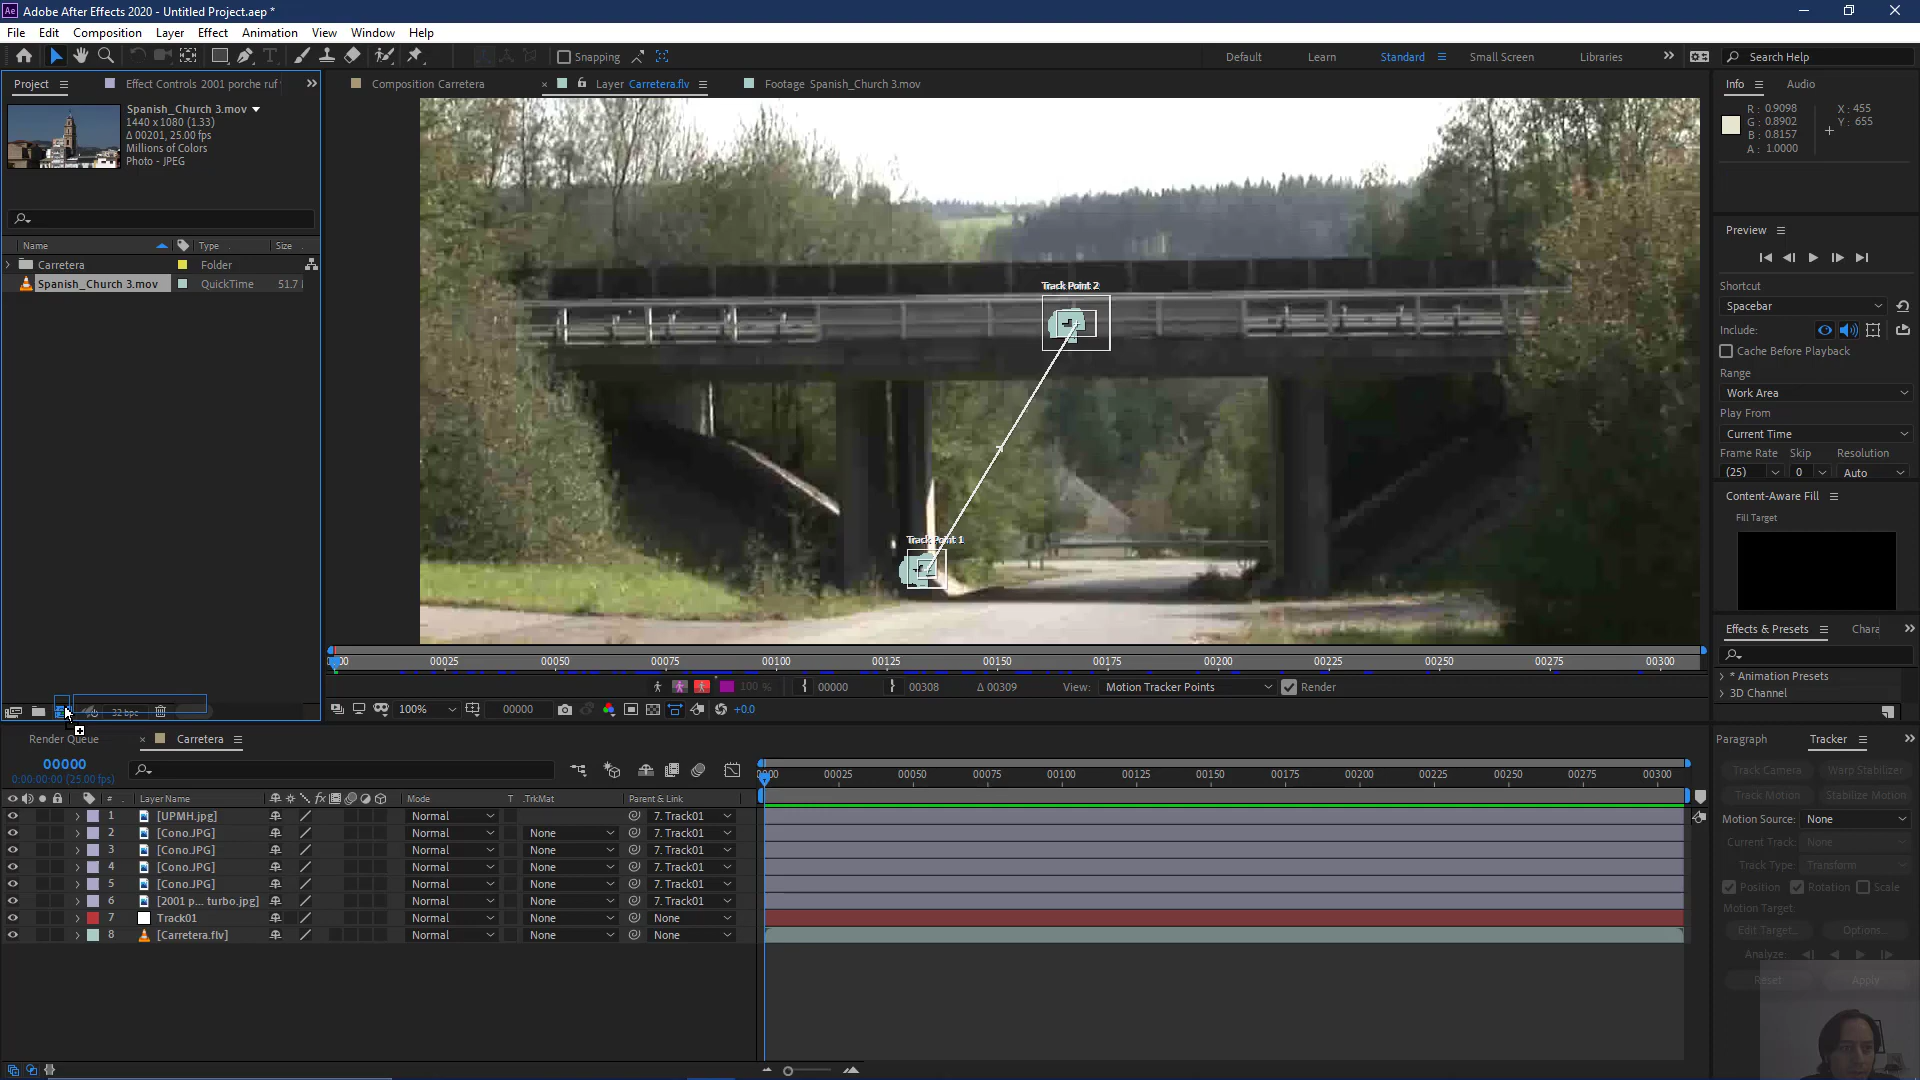 Adobe After Effects 2020 - Untitled Project.aep *
File Edit Composition Layer Effect Animation View Window Help
Snapping
Default Learn Standard Small Screen Libraries
Search Help
Project Effect Controls 2001 porche ruf
Composition Carretera Layer Carretera.flv Footage Spanish_Church 3.mov
Info Audio
Spanish_Church 3.mov
1440 x 1080 (1.33)
Δ 00201, 25.00 fps
Millions of Colors
Photo - JPEG
R : 0.9098
G : 0.8902
B : 0.8157
A : 1.0000
X : 455
Y : 655
Name Type Size
Carretera Folder
Spanish_Church 3.mov QuickTime 51.7
Track Point 2
Track Point 1
Preview
Shortcut
Spacebar
Include:
Cache Before Playback
Range
Work Area
Play From
Current Time
Frame Rate Skip Resolution
(25) 0 Auto
Content-Aware Fill
Fill Target
Effects & Presets Chara
* Animation Presets
3D Channel
00025 00050 00075 00100 00125 00150 00175 00200 00225 00250 00275 00300
100 % 00000 00308 Δ 00309 View: Motion Tracker Points Render
32 bpc
100% 00000 +0.0
Render Queue Carretera
00000
0:00:00:00 (25.00 fps)
00025 00050 00075 00100 00125 00150 00175 00200 00225 00250 00275 00300
# Layer Name Mode T .TrkMat Parent & Link
1 [UPMH.jpg] Normal 7. Track01
2 [Cono.JPG] Normal None 7. Track01
3 [Cono.JPG] Normal None 7. Track01
4 [Cono.JPG] Normal None 7. Track01
5 [Cono.JPG] Normal None 7. Track01
6 [2001 p... turbo.jpg] Normal None 7. Track01
7 Track01 Normal None None
8 [Carretera.flv] Normal None None
Paragraph Tracker
Track Camera Warp Stabilizer
Track Motion Stabilize Motion
Motion Source: None
Current Track: None
Track Type: Transform
Position Rotation Scale
Motion Target:
Edit Target... Options...
Analyze:
Reset Apply